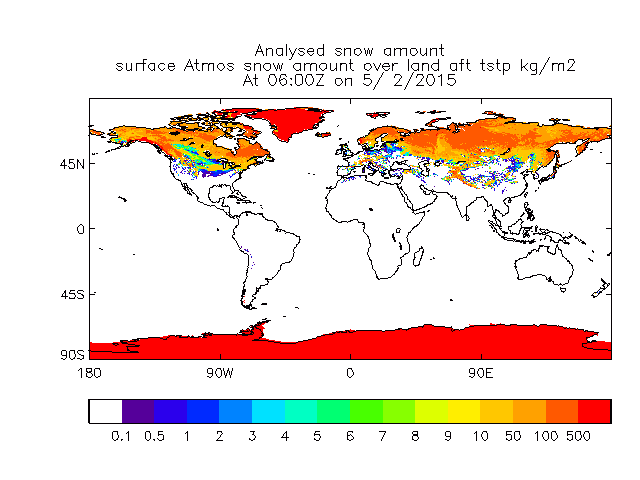 Analysed snow amount
surface Atmos snow amount over land aft tstp kg/m2
At 06:00Z on 5/ 2/2015
45N
0
45S
90S
180 90W 0 90E
0.1 0.5 1 2 3 4 5 6 7 8 9 10 50 100 500